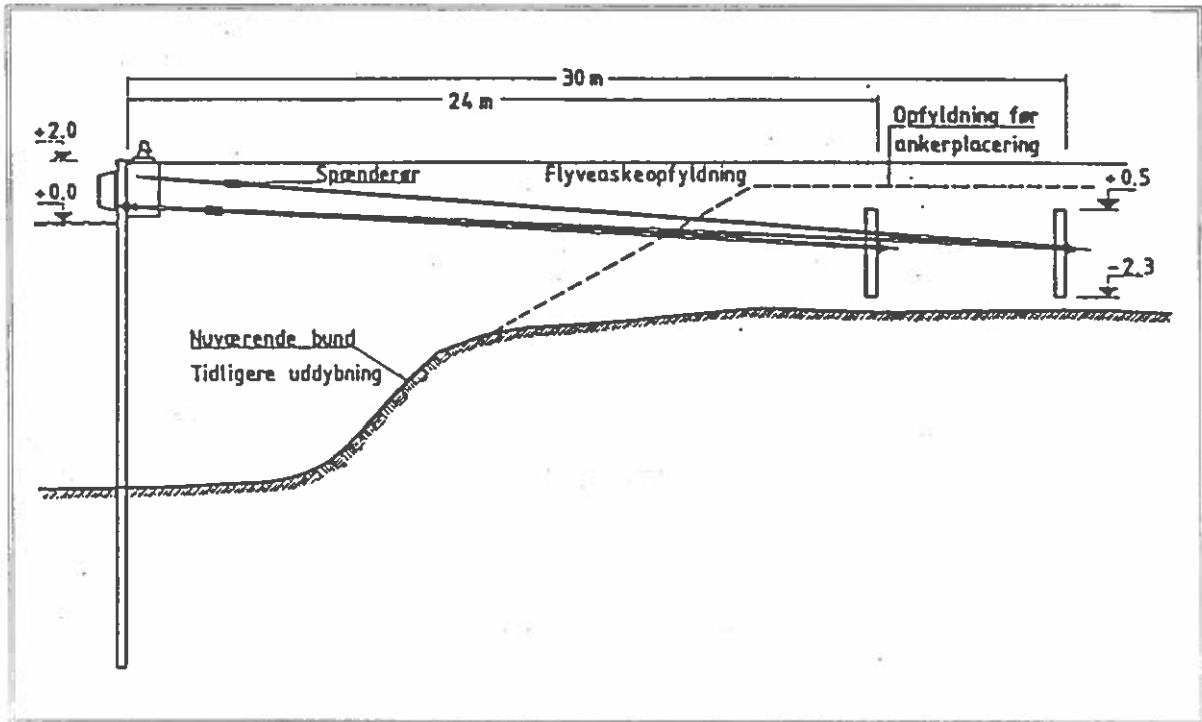 30 m
24 m
Opfyldning før
ankerplacering
+2,0
Spænderør
Flyveaskeopfyldning
+0,0
+0,5
-2,3
Nuværende bund
Tidligere uddybning